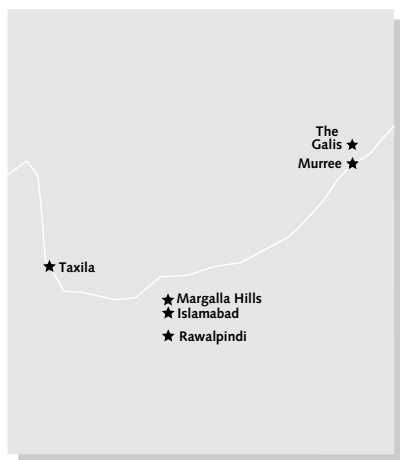 The
Galis
Murree
Taxila
Margalla Hills
Islamabad
Rawalpindi